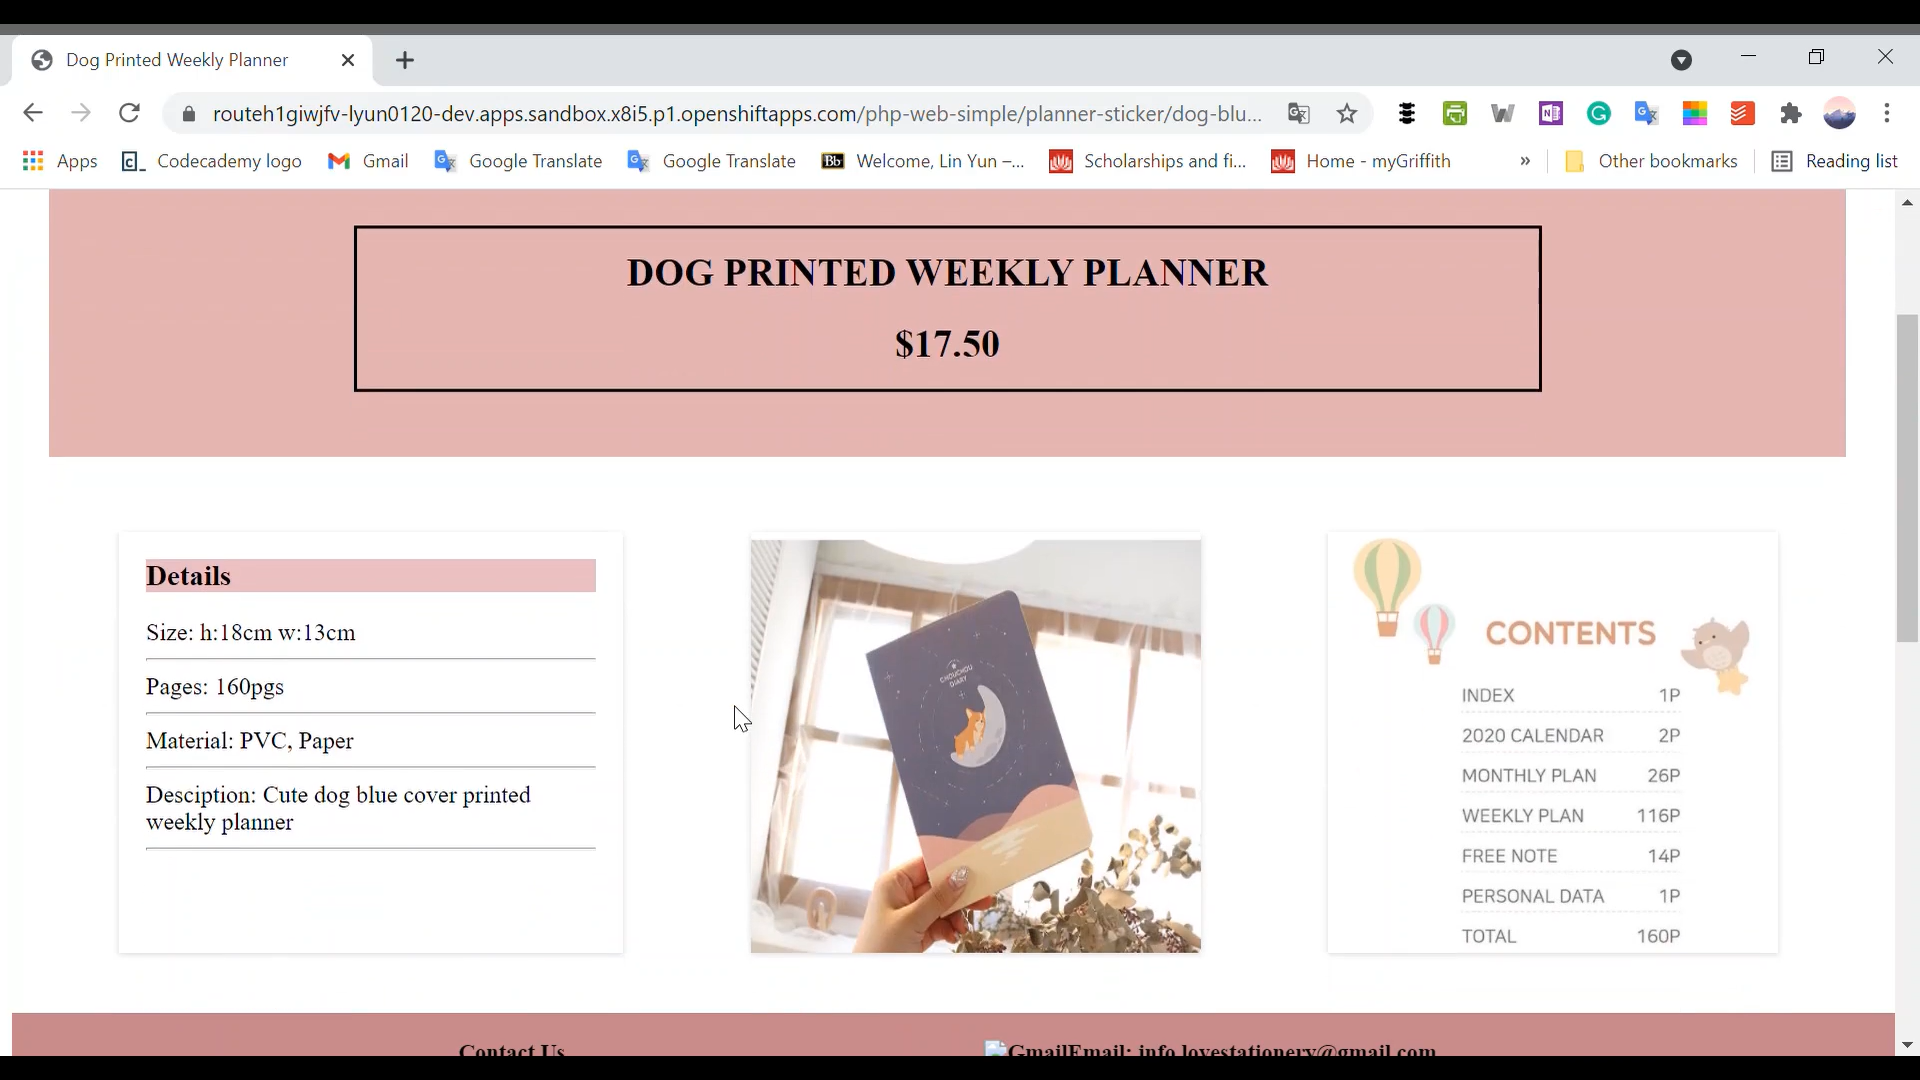 Dog Printed Weekly Planner
routeh1giwjfv-lyun0120-dev.apps.sandbox.x8i5.p1.openshiftapps.com/php-web-simple/planner-sticker/dog-blu...
Apps
Codecademy logo
Gmail
Google Translate
Google Translate
Bb
Welcome, Lin Yun –...
Scholarships and fi...
Home - myGriffith
»
Other bookmarks
Reading list
DOG PRINTED WEEKLY PLANNER
$17.50
Details
Size: h:18cm w:13cm
Pages: 160pgs
Material: PVC, Paper
Desciption: Cute dog blue cover printed
weekly planner
CHOUCHOU
DIARY
CONTENTS
INDEX 1P
2020 CALENDAR 2P
MONTHLY PLAN 26P
WEEKLY PLAN 116P
FREE NOTE 14P
PERSONAL DATA 1P
TOTAL 160P
Contact Us
GmailEmail: info.lovestationery@gmail.com